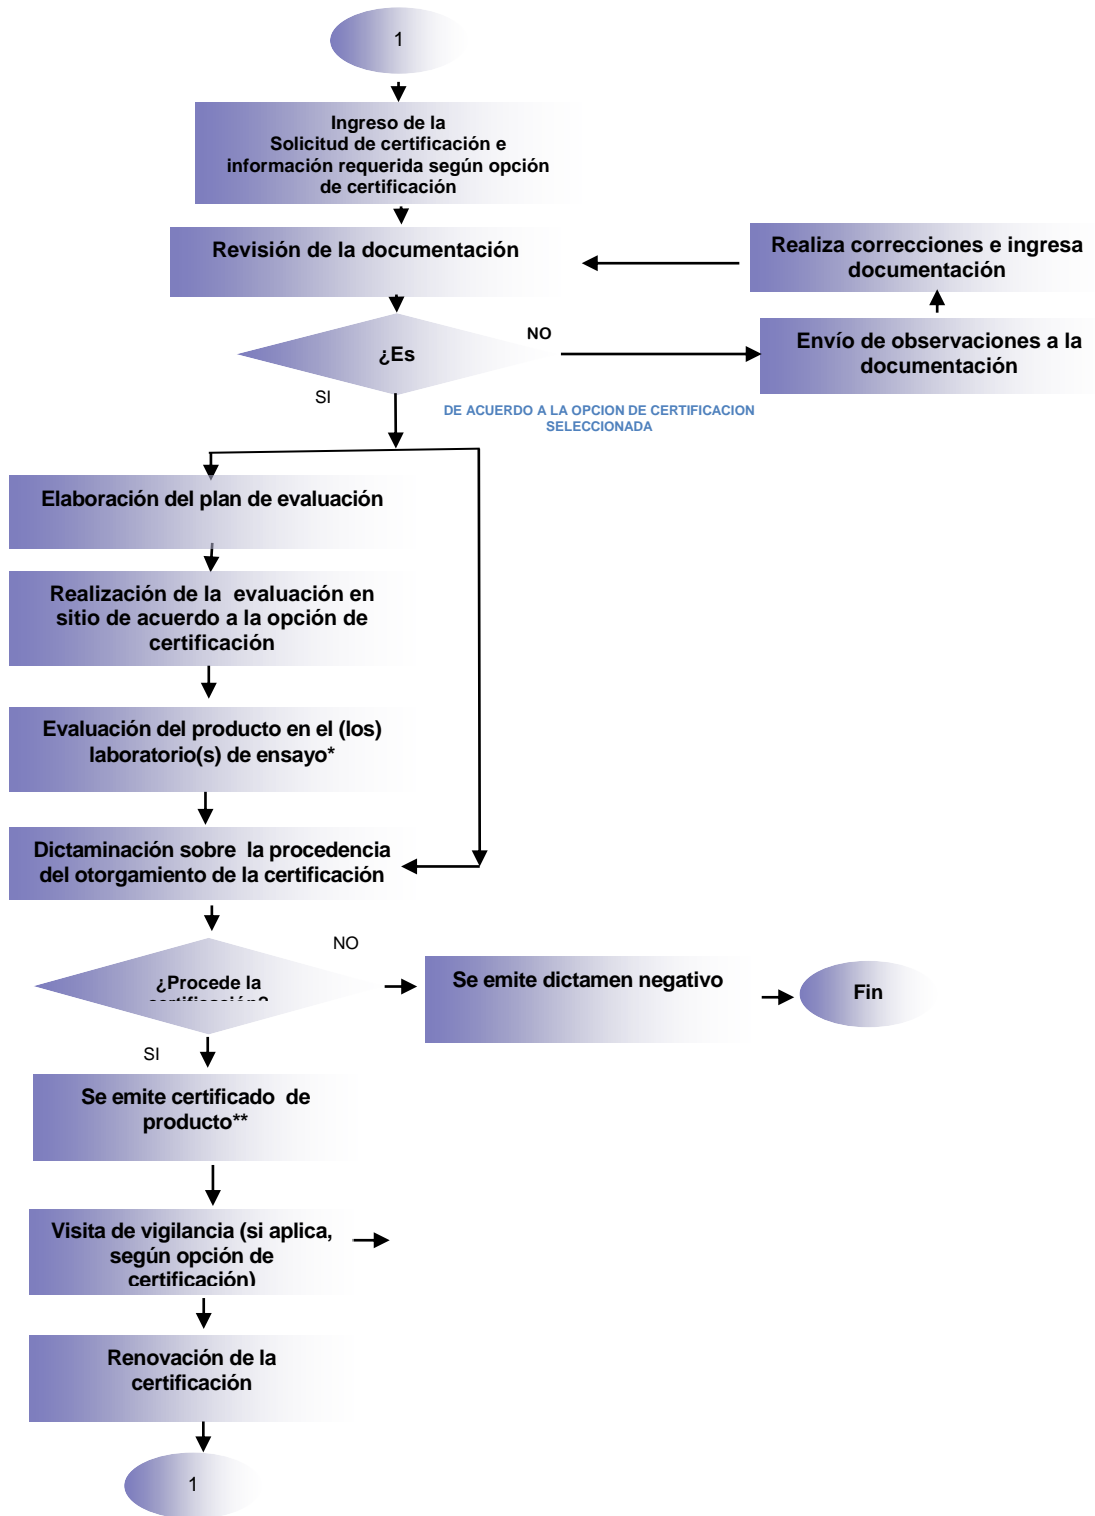 1
Ingreso de la
Solicitud de certificación e
información requerida según opción
de certificación
Revisión de la documentación
Realiza correcciones e ingresa
documentación
¿Es
NO
Envío de observaciones a la
documentación
SI
DE ACUERDO A LA OPCION DE CERTIFICACION
SELECCIONADA
Elaboración del plan de evaluación
Realización de la evaluación en
sitio de acuerdo a la opción de
certificación
Evaluación del producto en el (los)
laboratorio(s) de ensayo*
Dictaminación sobre la procedencia
del otorgamiento de la certificación
NO
¿Procede la
certificación?
Se emite dictamen negativo
Fin
SI
Se emite certificado de
producto**
Visita de vigilancia (si aplica,
según opción de
certificación)
Renovación de la
certificación
1